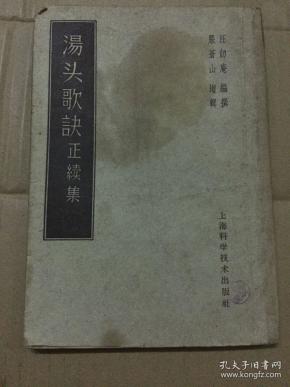 湯头歌訣正續集
汪訒庵 編撰
嚴蒼山 增輯
上海科学技术出版社
孔夫子旧书网